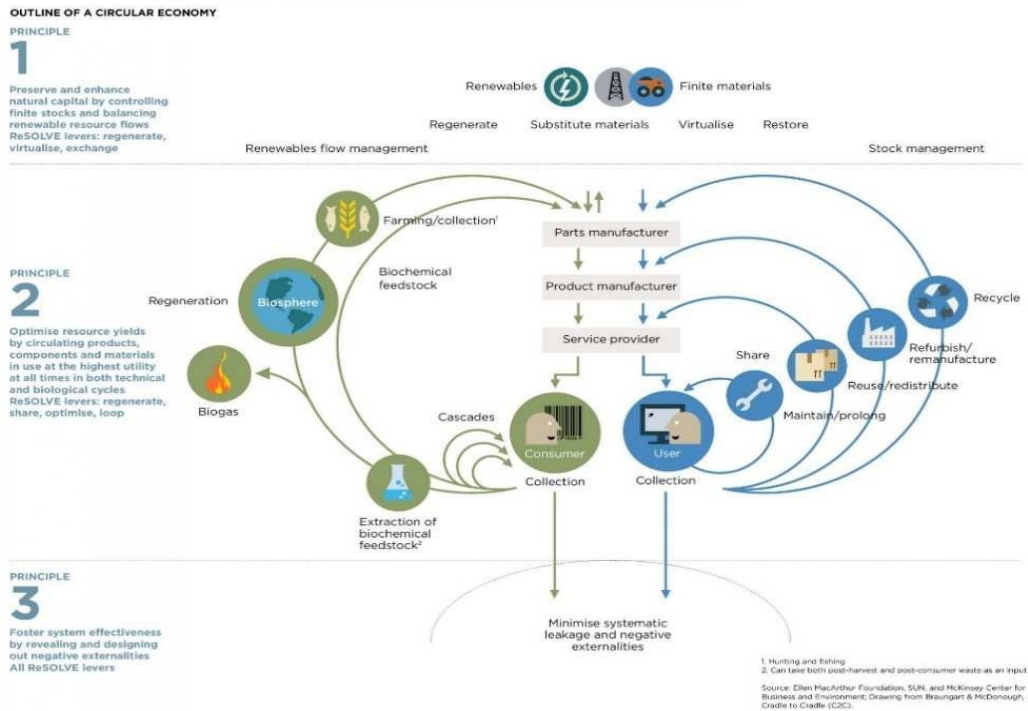 OUTLINE OF A CIRCULAR ECONOMY
PRINCIPLE
1
Preserve and enhance
natural capital by controlling
finite stocks and balancing
renewable resource flows
ReSOLVE levers: regenerate,
virtualise, exchange
Renewables
Finite materials
Regenerate
Substitute materials
Virtualise
Restore
Renewables flow management
Stock management
PRINCIPLE
2
Optimise resource yields
by circulating products,
components and materials
in use at the highest utility
at all times in both technical
and biological cycles
ReSOLVE levers: regenerate,
share, optimise, loop
Farming/collection¹
Biochemical
feedstock
Regeneration
Biosphere
Biogas
Cascades
Extraction of
biochemical
feedstock²
Parts manufacturer
Product manufacturer
Service provider
Consumer
Collection
User
Collection
Share
Maintain/prolong
Reuse/redistribute
Refurbish/
remanufacture
Recycle
PRINCIPLE
3
Foster system effectiveness
by revealing and designing
out negative externalities
All ReSOLVE levers
Minimise systematic
leakage and negative
externalities
1. Hunting and fishing
2. Can take both post-harvest and post-consumer waste as an input
Source: Ellen MacArthur Foundation, SUN, and McKinsey Center for
Business and Environment; Drawing from Braungart & McDonough,
Cradle to Cradle (C2C).